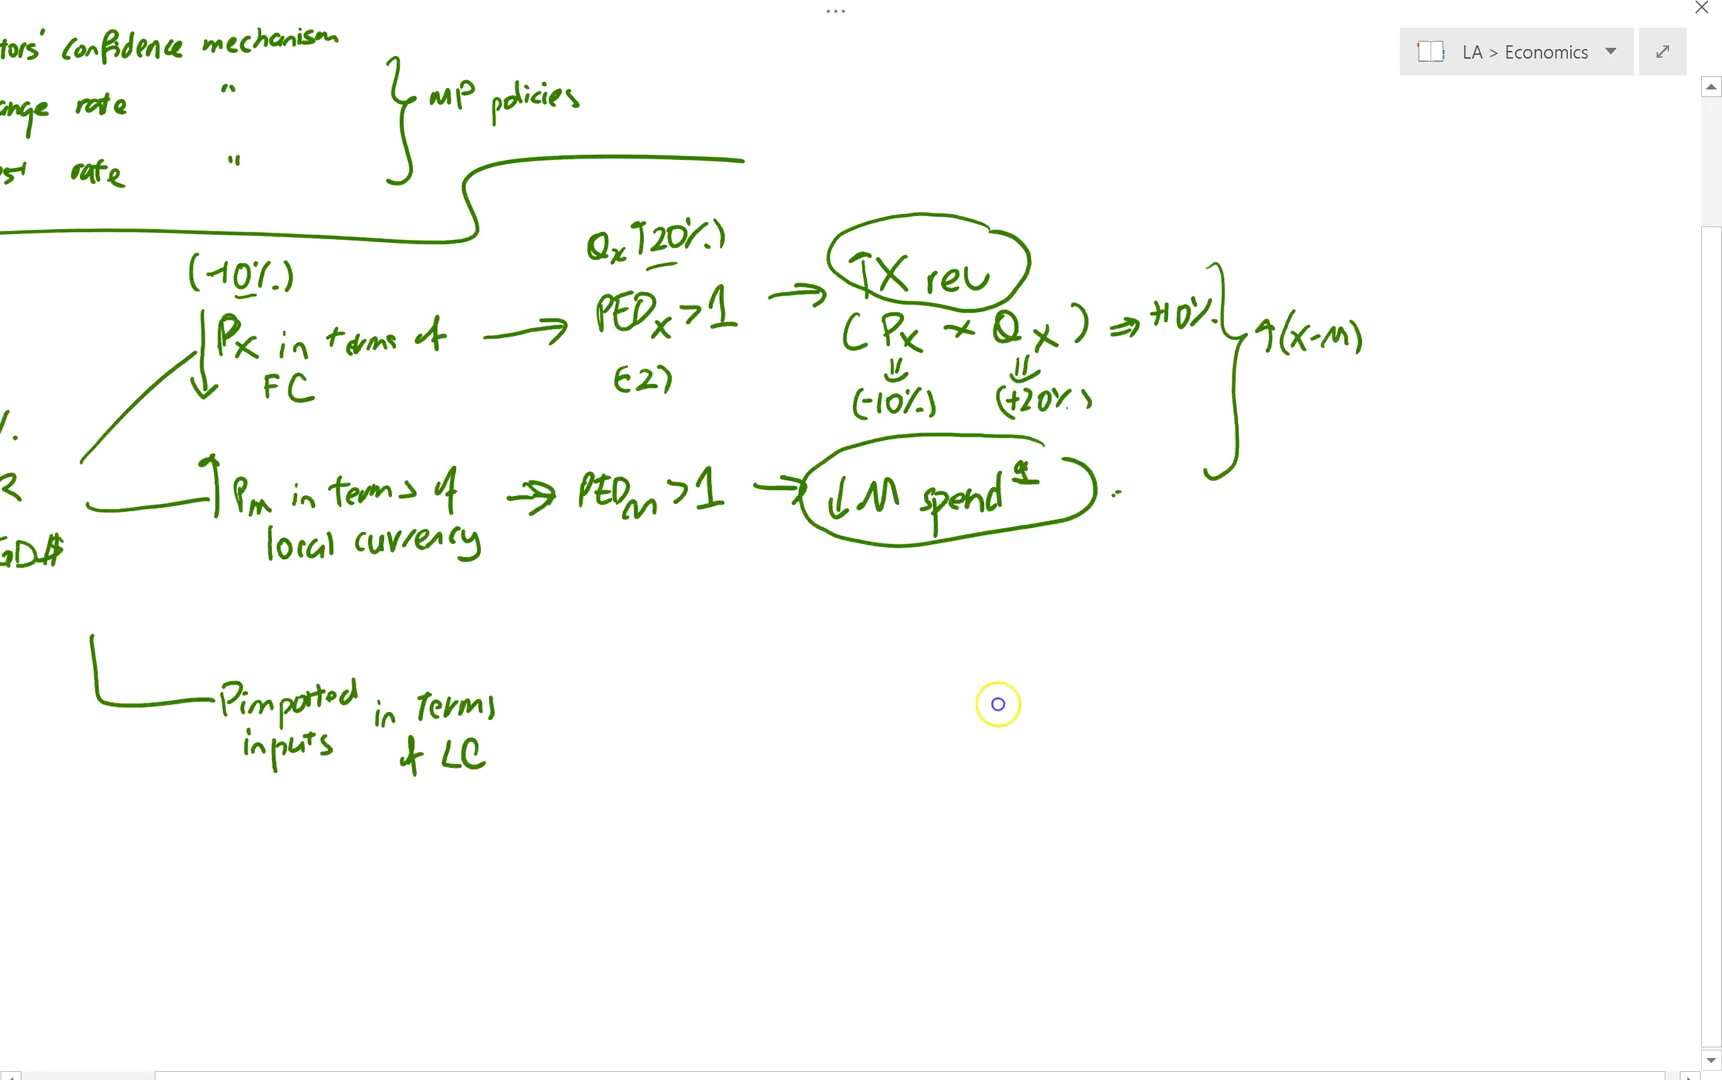 LA > Economics
tors' confidence mechanism
ange rate "
rate "
MP policies
(-10%)
↓ Px in terms of
FC
Qx ↑20%)
PEDx >1
(=2)
↑X rev
(Px × Qx) ⇒ +10%
(-10%) (+20%)
↑(X-M)
%.
↑ Pm in terms of
local currency
PEDm >1
↓ M spend
GD$
Pimported in terms
inputs of LC